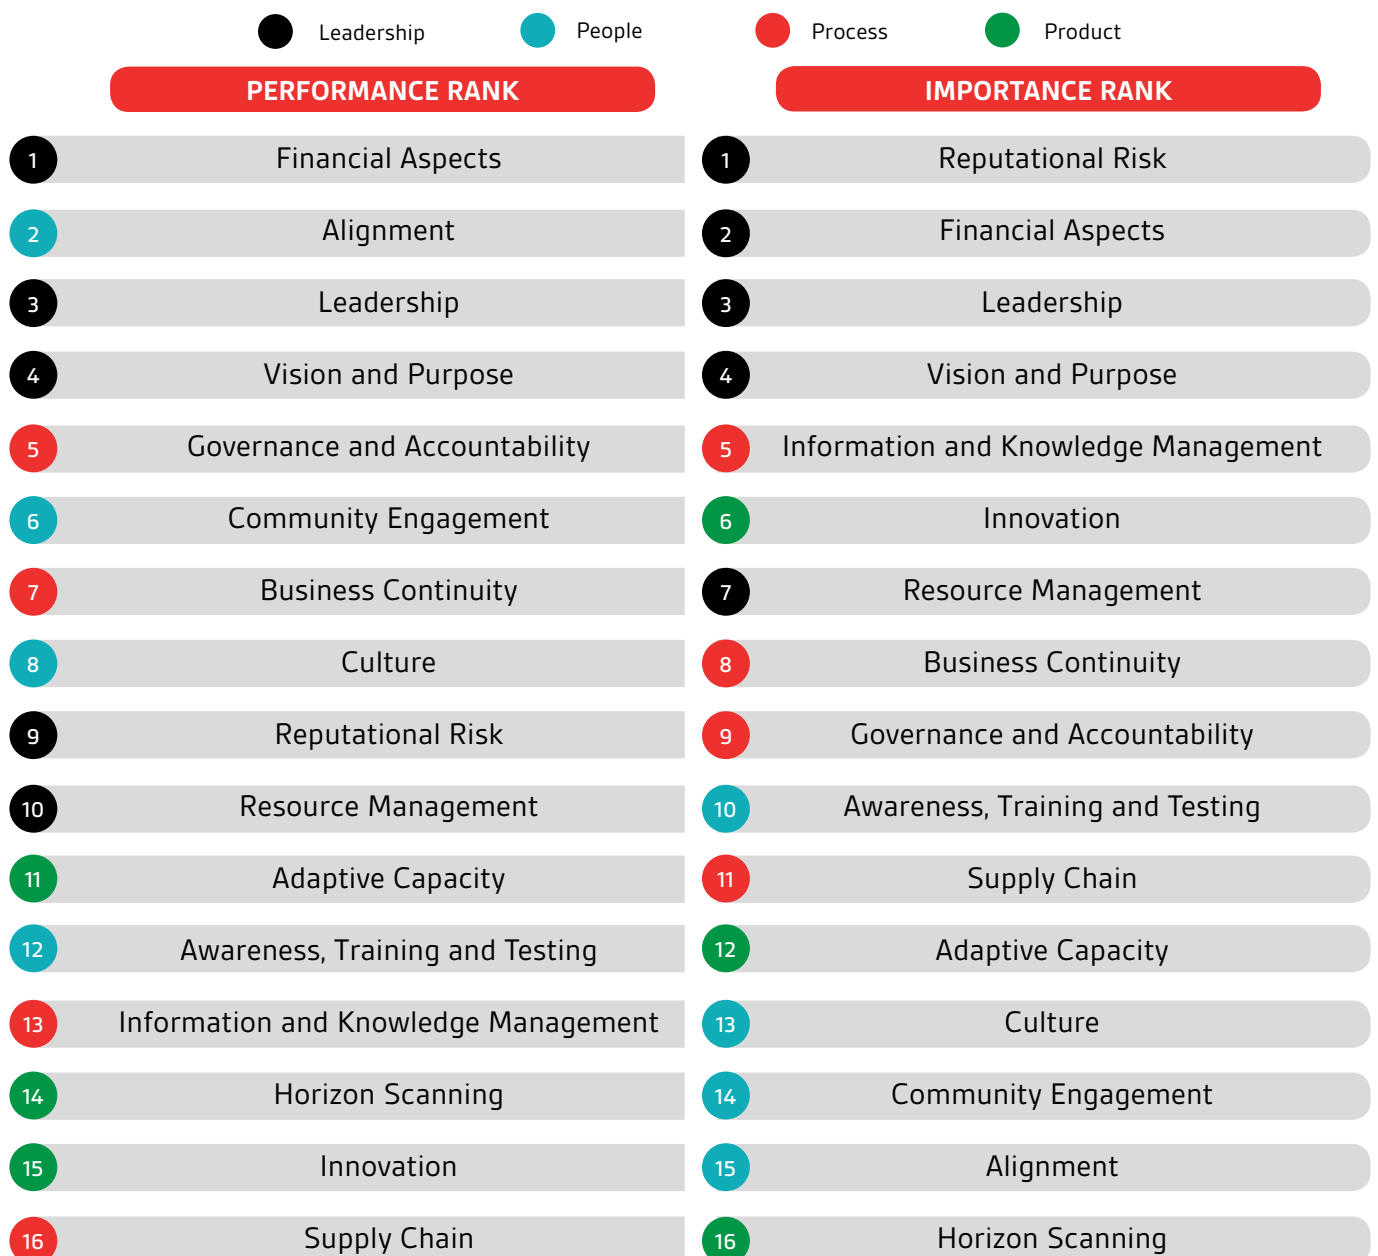 Leadership
People
Process
Product
PERFORMANCE RANK
1 Financial Aspects
2 Alignment
3 Leadership
4 Vision and Purpose
5 Governance and Accountability
6 Community Engagement
7 Business Continuity
8 Culture
9 Reputational Risk
10 Resource Management
11 Adaptive Capacity
12 Awareness, Training and Testing
13 Information and Knowledge Management
14 Horizon Scanning
15 Innovation
16 Supply Chain
IMPORTANCE RANK
1 Reputational Risk
2 Financial Aspects
3 Leadership
4 Vision and Purpose
5 Information and Knowledge Management
6 Innovation
7 Resource Management
8 Business Continuity
9 Governance and Accountability
10 Awareness, Training and Testing
11 Supply Chain
12 Adaptive Capacity
13 Culture
14 Community Engagement
15 Alignment
16 Horizon Scanning